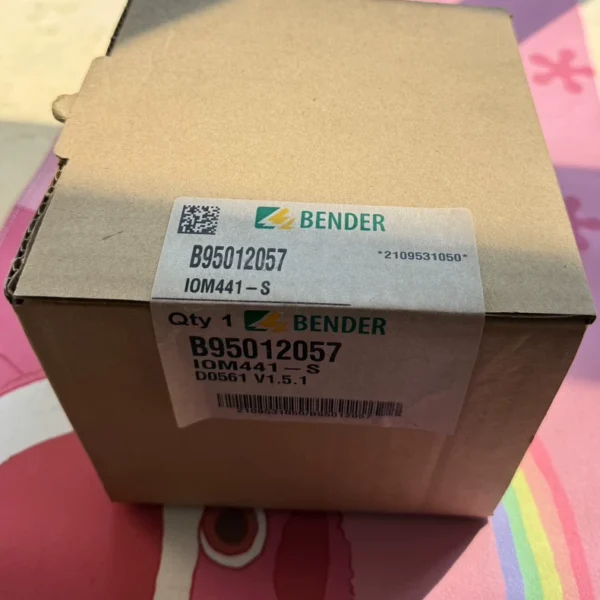 BENDER
B95012057
*2109531050*
IOM441-S
Qty 1 BENDER
B95012057
IOM441-S
D0561 V1.5.1